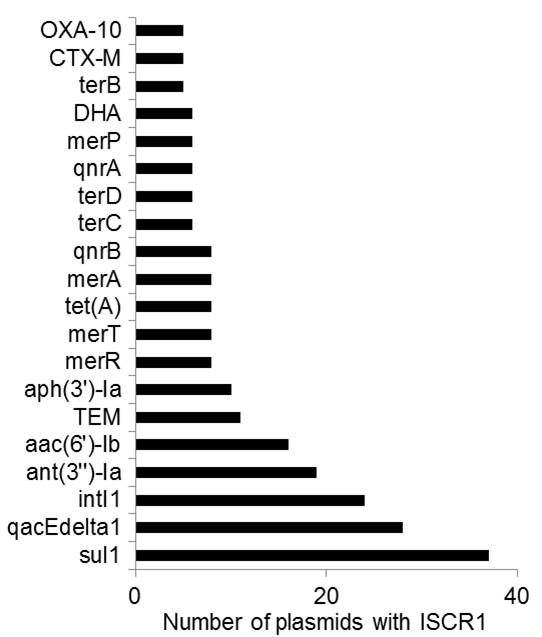 OXA-10
CTX-M
terB
DHA
merP
qnrA
terD
terC
qnrB
merA
tet(A)
merT
merR
aph(3')-Ia
TEM
aac(6')-Ib
ant(3'')-Ia
intI1
qacEdelta1
sul1
0 20 40
Number of plasmids with ISCR1